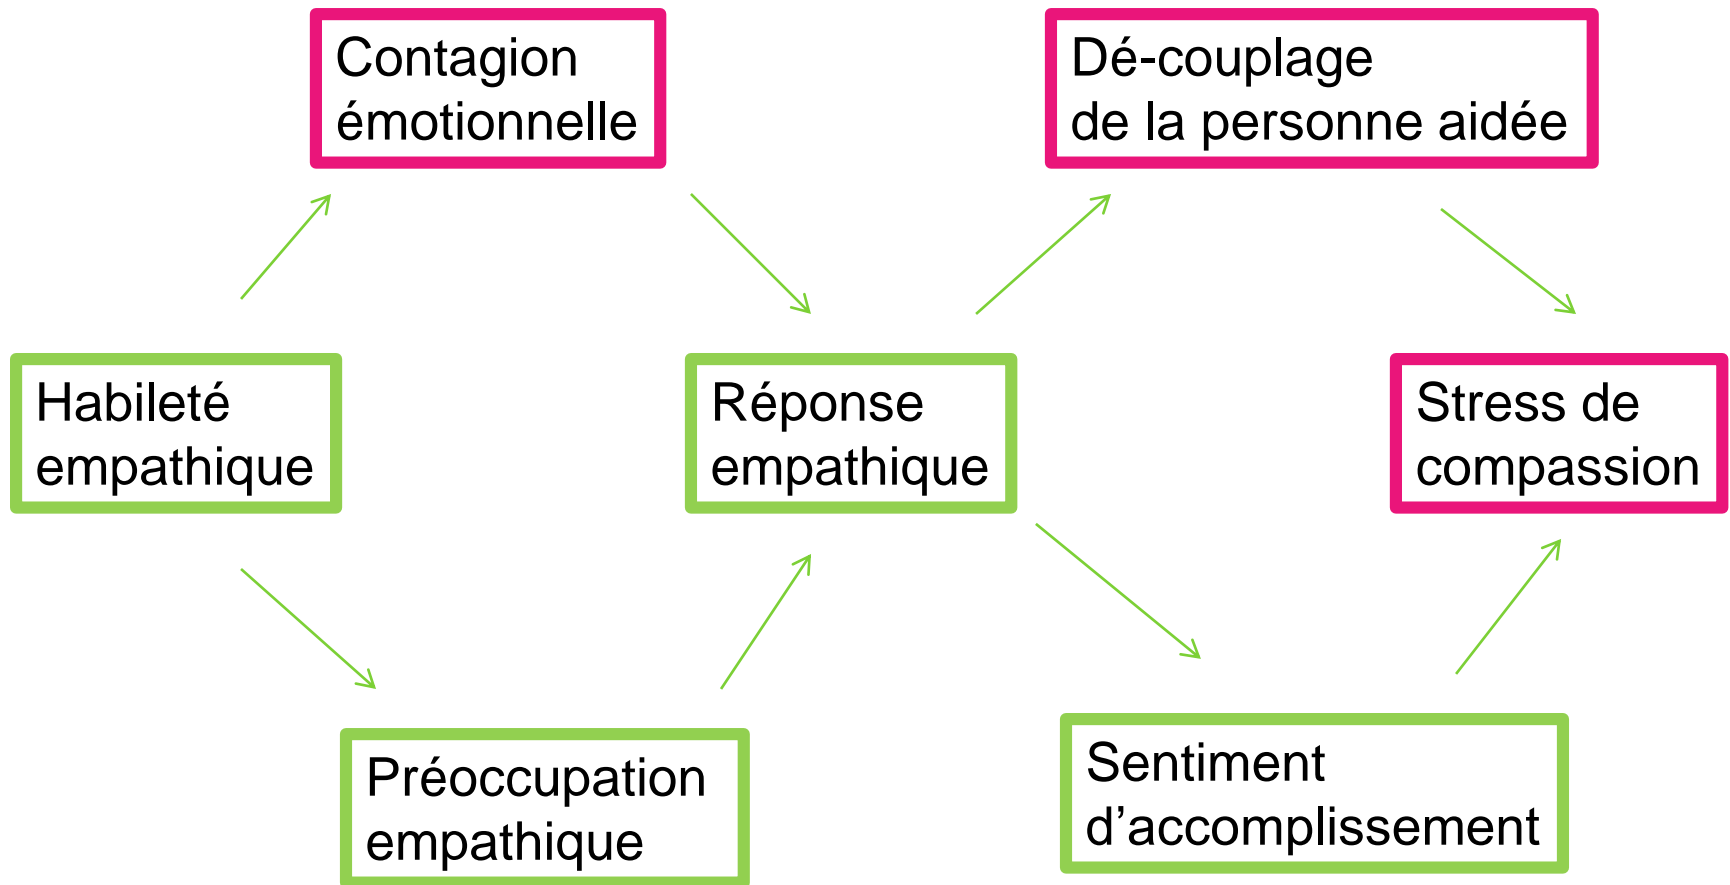 Contagion
émotionnelle
Dé-couplage
de la personne aidée
Habileté
empathique
Réponse
empathique
Stress de
compassion
Préoccupation
empathique
Sentiment
d’accomplissement